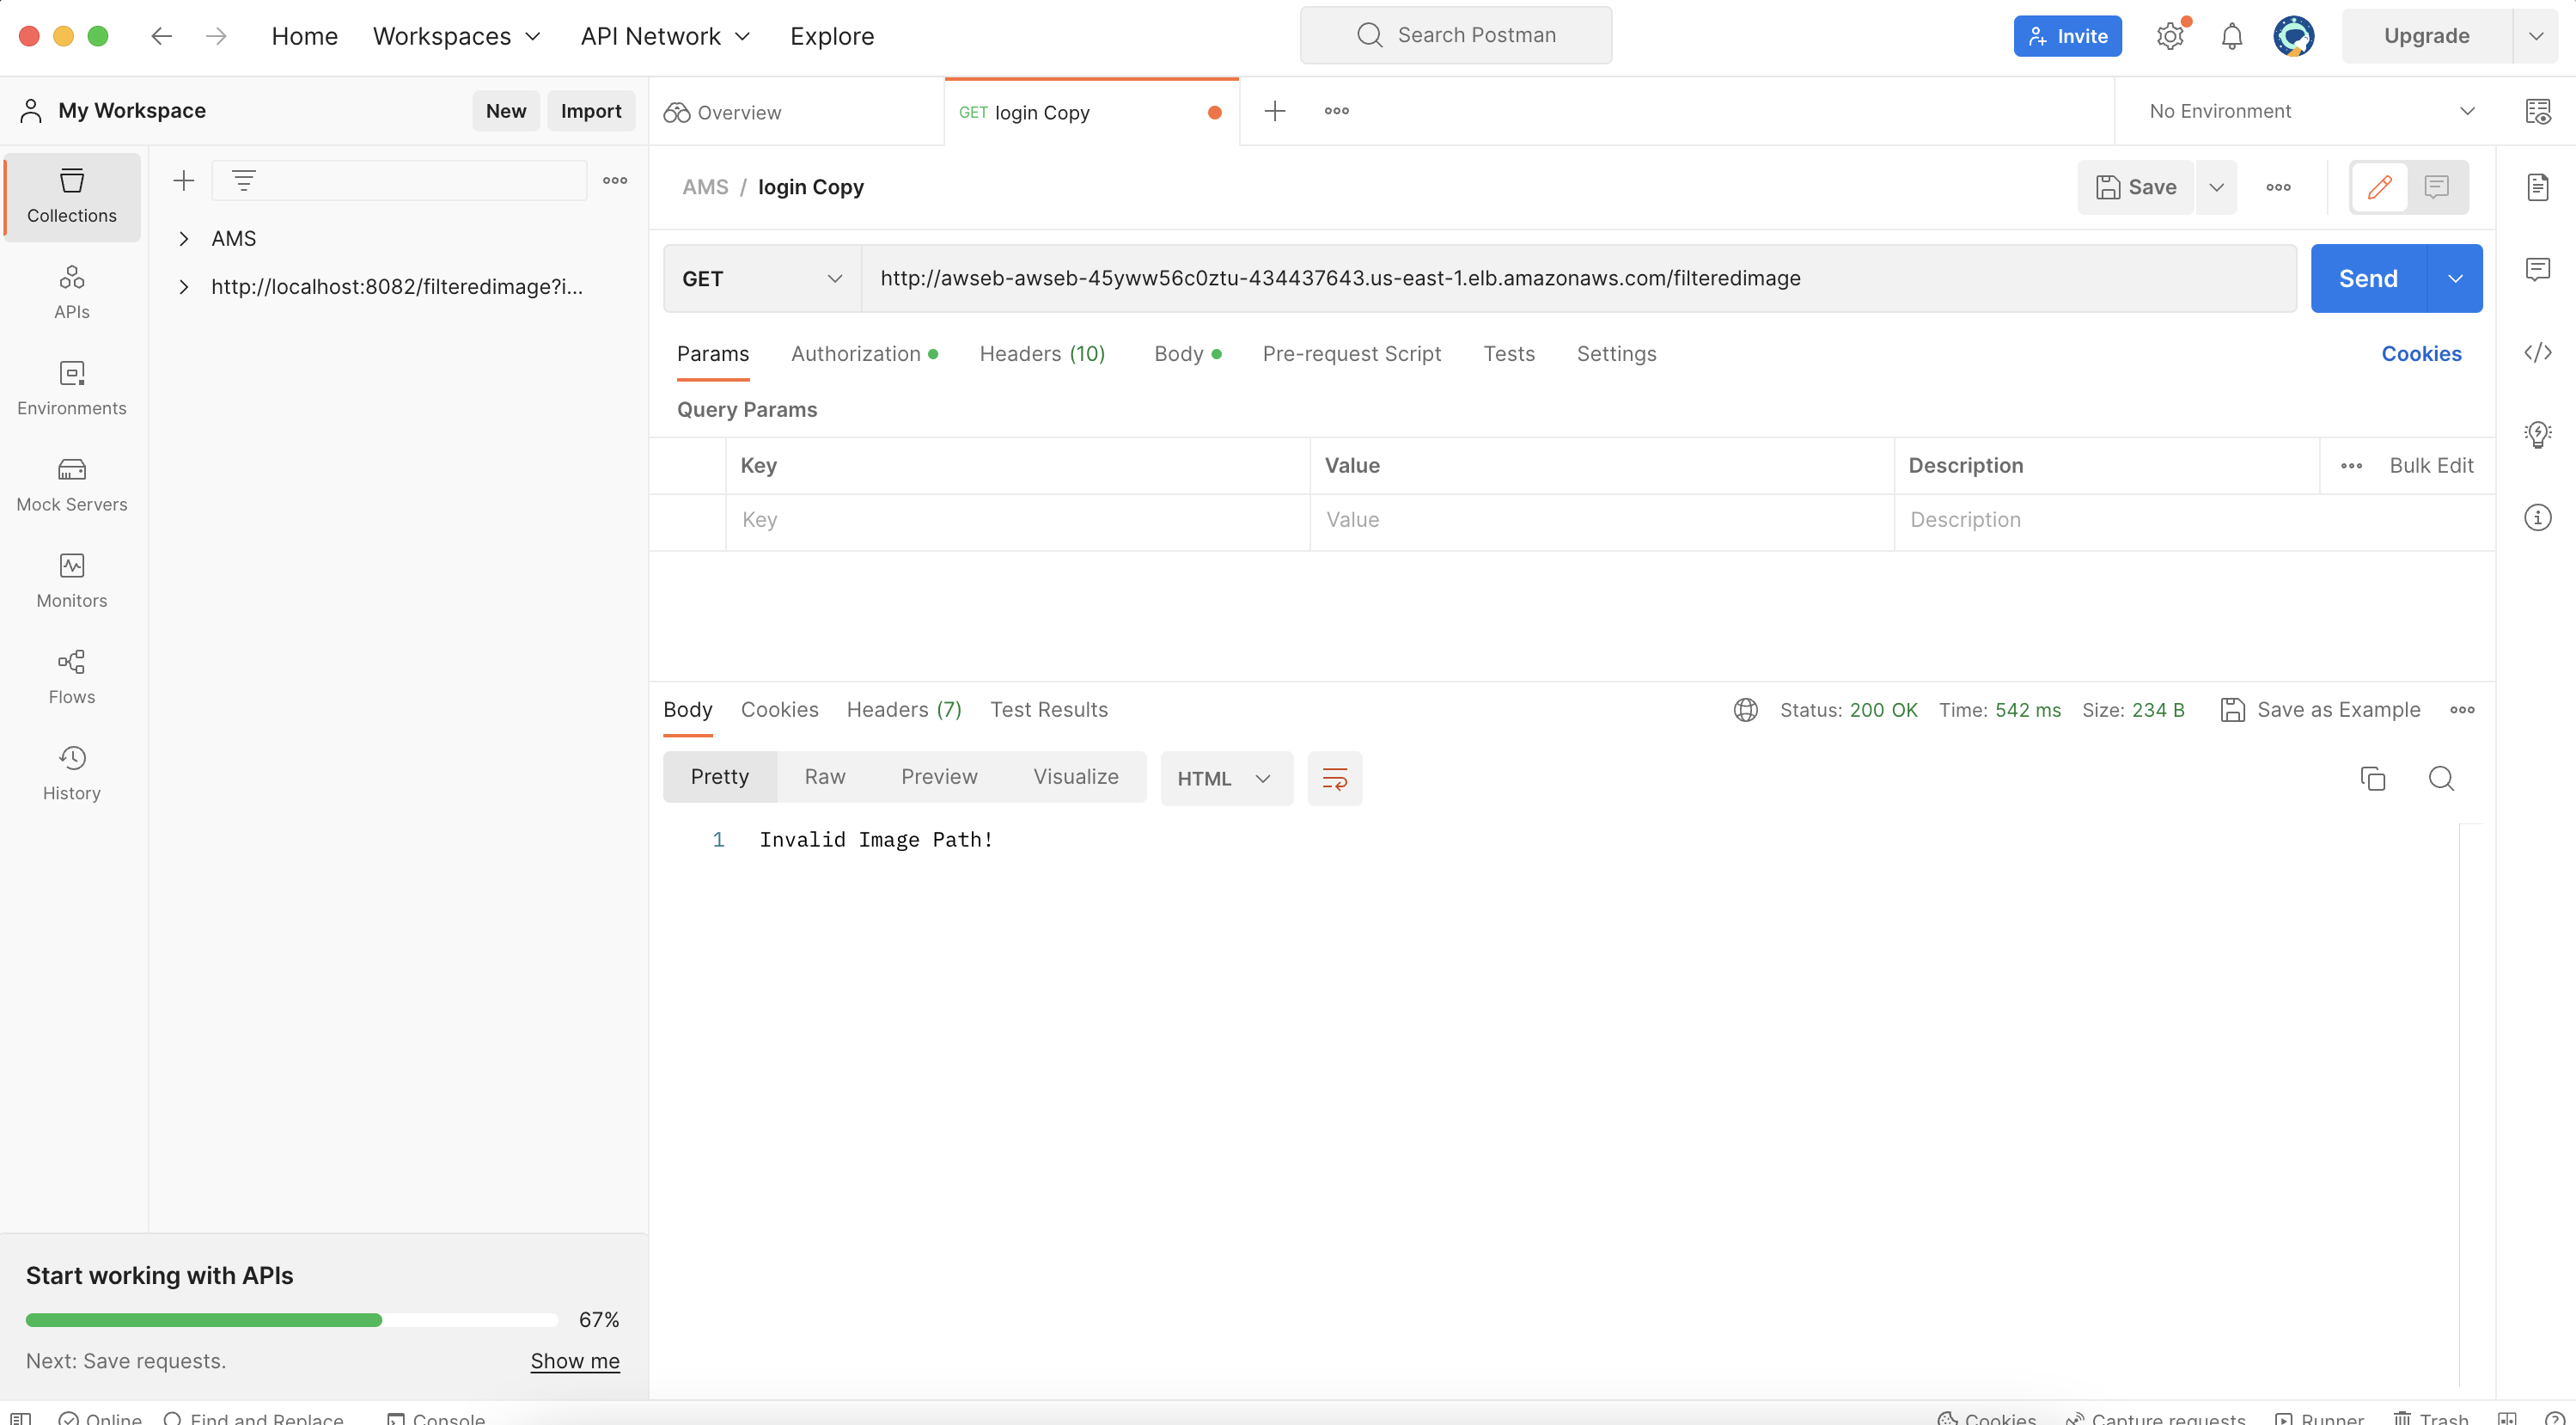 Home Workspaces API Network Explore Search Postman Invite Upgrade
My Workspace New Import Overview GET login Copy No Environment
Collections
APIs
Environments
Mock Servers
Monitors
Flows
History
AMS
http://localhost:8082/filteredimage?i...
AMS / login Copy Save
GET http://awseb-awseb-45yww56c0ztu-434437643.us-east-1.elb.amazonaws.com/filteredimage Send
Params Authorization Headers (10) Body Pre-request Script Tests Settings Cookies
Query Params
Key Value Description Bulk Edit
Key Value Description
Body Cookies Headers (7) Test Results Status: 200 OK Time: 542 ms Size: 234 B Save as Example
Pretty Raw Preview Visualize HTML
1 Invalid Image Path!
Start working with APIs
67%
Next: Save requests. Show me
Online Find and Replace Console Cookies Capture requests Runner Trash